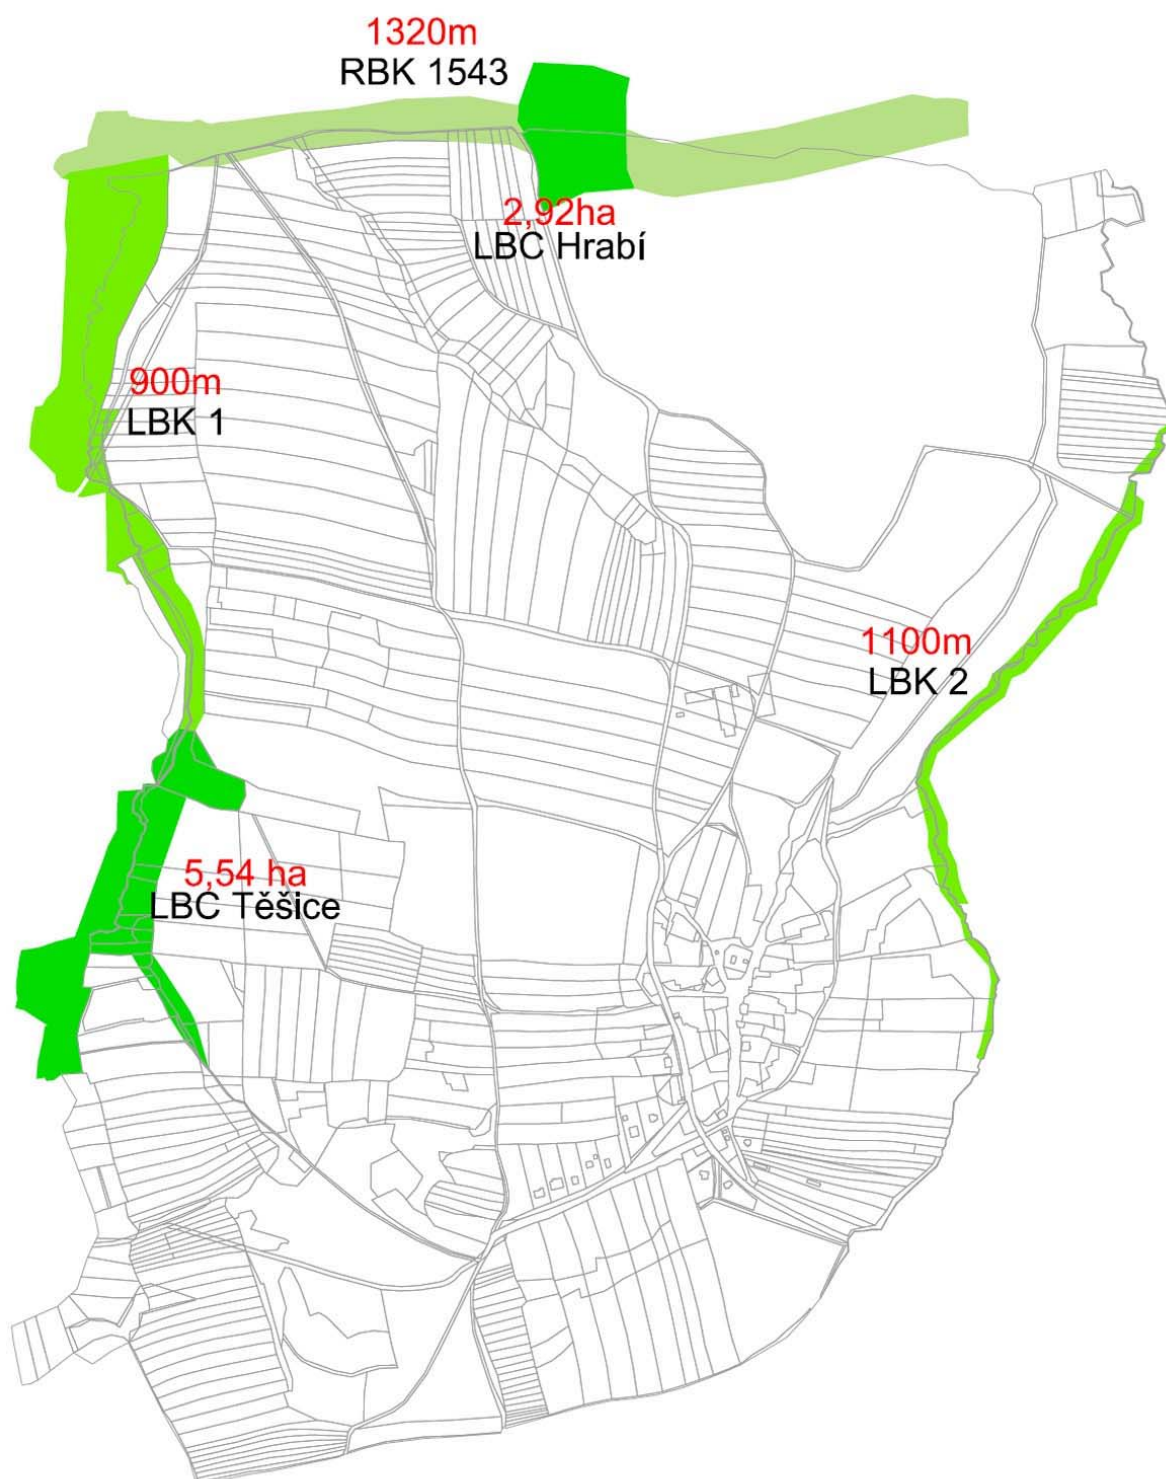 1320m
RBK 1543
2,92ha
LBC Hrabí
900m
LBK 1
1100m
LBK 2
5,54 ha
LBC Těšice